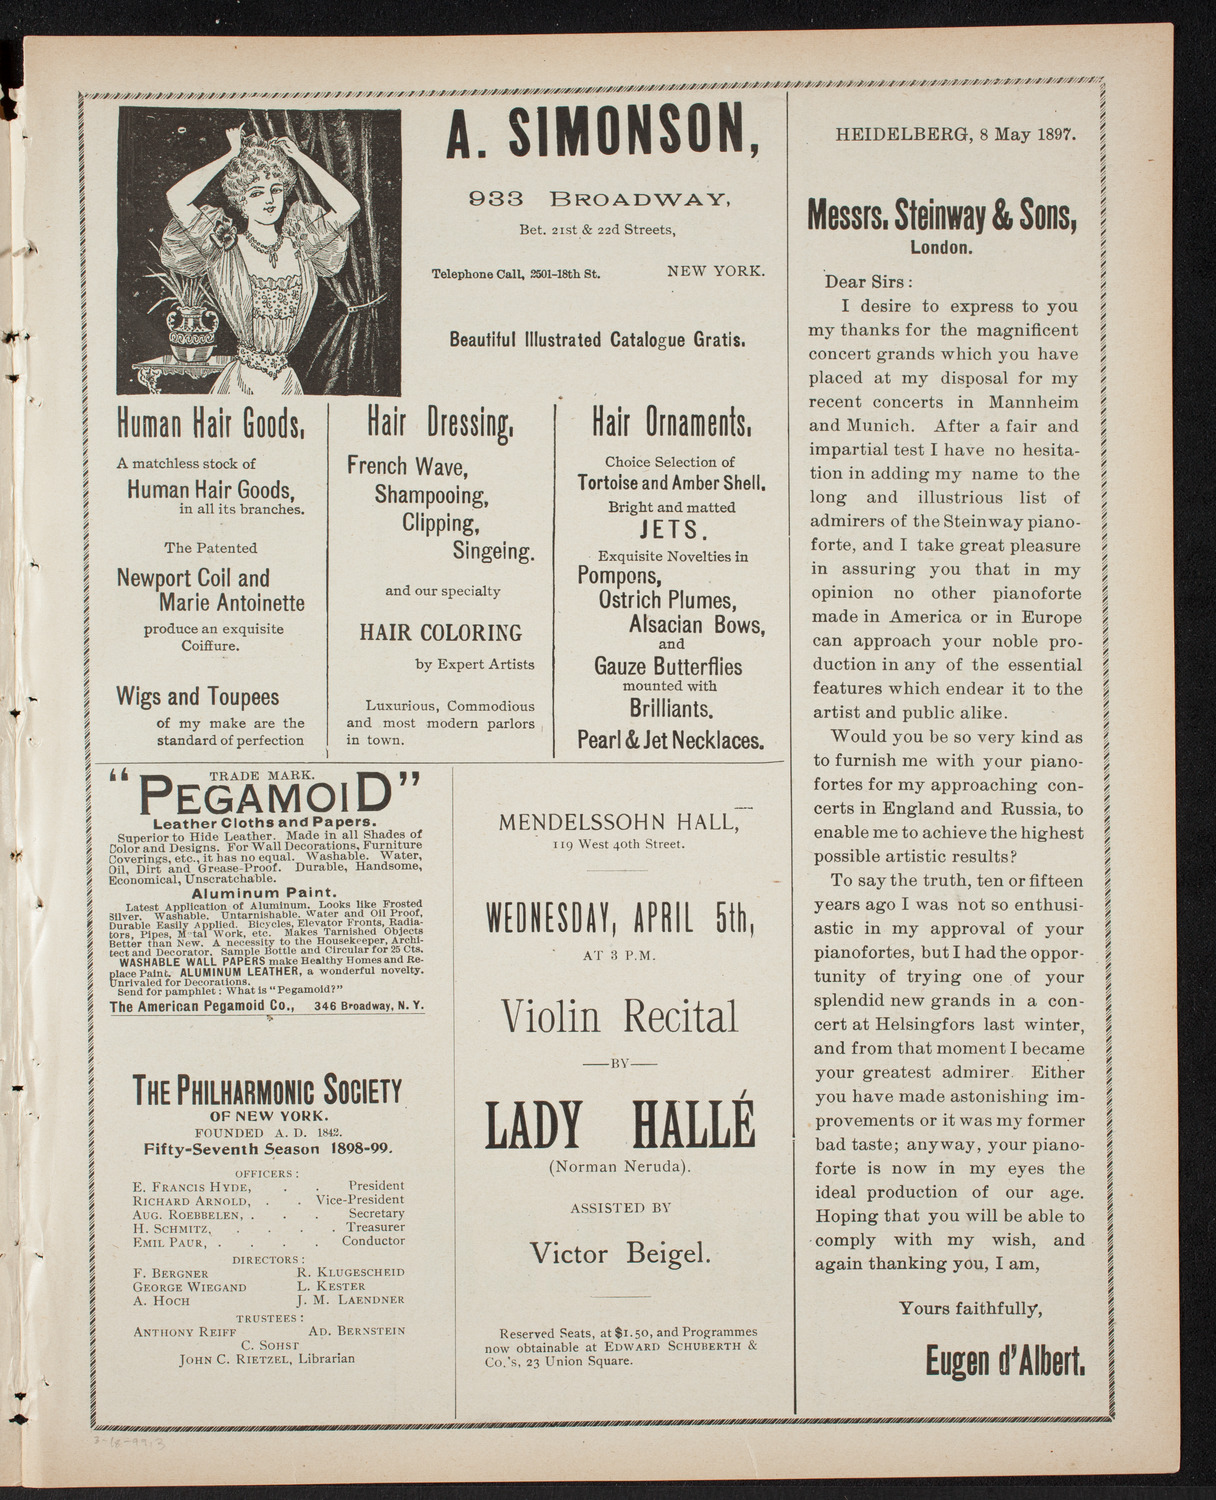 A. SIMONSON,
933 BROADWAY,
Bet. 21st & 22d Streets,
Telephone Call, 2501-18th St. NEW YORK.
Beautiful Illustrated Catalogue Gratis.
Human Hair Goods,
A matchless stock of
Human Hair Goods,
in all its branches.
The Patented
Newport Coil and
Marie Antoinette
produce an exquisite
Coiffure.
Wigs and Toupees
of my make are the
standard of perfection
Hair Dressing,
French Wave,
Shampooing,
Clipping,
Singeing.
and our specialty
HAIR COLORING
by Expert Artists
Luxurious, Commodious
and most modern parlors
in town.
Hair Ornaments,
Choice Selection of
Tortoise and Amber Shell.
Bright and matted
JETS.
Exquisite Novelties in
Pompons,
Ostrich Plumes,
Alsacian Bows,
and
Gauze Butterflies
mounted with
Brilliants.
Pearl & Jet Necklaces.
TRADE MARK.
"PEGAMOID"
Leather Cloths and Papers.
Superior to Hide Leather. Made in all Shades of
Color and Designs. For Wall Decorations, Furniture
Coverings, etc., it has no equal. Washable. Water,
Oil, Dirt and Grease-Proof. Durable, Handsome,
Economical, Unscratchable.
Aluminum Paint.
Latest Application of Aluminum. Looks like Frosted
Silver. Washable. Untarnishable. Water and Oil Proof,
Durable Easily Applied. Bicycles, Elevator Fronts, Radia-
tors, Pipes, Metal Work, etc. Makes Tarnished Objects
Better than New. A necessity to the Housekeeper, Archi-
tect and Decorator. Sample Bottle and Circular for 25 Cts.
WASHABLE WALL PAPERS make Healthy Homes and Re-
place Paint. ALUMINUM LEATHER, a wonderful novelty.
Unrivaled for Decorations.
Send for pamphlet: What is "Pegamoid?"
The American Pegamoid Co., 346 Broadway, N. Y.
THE PHILHARMONIC SOCIETY
OF NEW YORK.
FOUNDED A. D. 1842.
Fifty-Seventh Season 1898-99.
OFFICERS:
E. FRANCIS HYDE, . . President
RICHARD ARNOLD, . . Vice-President
AUG. ROEBBELEN, . . . Secretary
H. SCHMITZ, . . . . Treasurer
EMIL PAUR, . . . . Conductor
DIRECTORS:
F. BERGNER R. KLUGESCHEID
GEORGE WIEGAND L. KESTER
A. HOCH J. M. LAENDNER
TRUSTEES:
ANTHONY REIFF AD. BERNSTEIN
C. SOHST
JOHN C. RIETZEL, Librarian
MENDELSSOHN HALL,
119 West 40th Street.
WEDNESDAY, APRIL 5th,
AT 3 P.M.
Violin Recital
BY
LADY HALLÉ
(Norman Neruda).
ASSISTED BY
Victor Beigel.
Reserved Seats, at $1.50, and Programmes
now obtainable at EDWARD SCHUBERTH &
Co.'s, 23 Union Square.
HEIDELBERG, 8 May 1897.
Messrs. Steinway & Sons,
London.
Dear Sirs:
I desire to express to you
my thanks for the magnificent
concert grands which you have
placed at my disposal for my
recent concerts in Mannheim
and Munich. After a fair and
impartial test I have no hesita-
tion in adding my name to the
long and illustrious list of
admirers of the Steinway piano-
forte, and I take great pleasure
in assuring you that in my
opinion no other pianoforte
made in America or in Europe
can approach your noble pro-
duction in any of the essential
features which endear it to the
artist and public alike.
Would you be so very kind as
to furnish me with your piano-
fortes for my approaching con-
certs in England and Russia, to
enable me to achieve the highest
possible artistic results?
To say the truth, ten or fifteen
years ago I was not so enthusi-
astic in my approval of your
pianofortes, but I had the oppor-
tunity of trying one of your
splendid new grands in a con-
cert at Helsingfors last winter,
and from that moment I became
your greatest admirer. Either
you have made astonishing im-
provements or it was my former
bad taste; anyway, your piano-
forte is now in my eyes the
ideal production of our age.
Hoping that you will be able to
comply with my wish, and
again thanking you, I am,
Yours faithfully,
Eugen d'Albert.